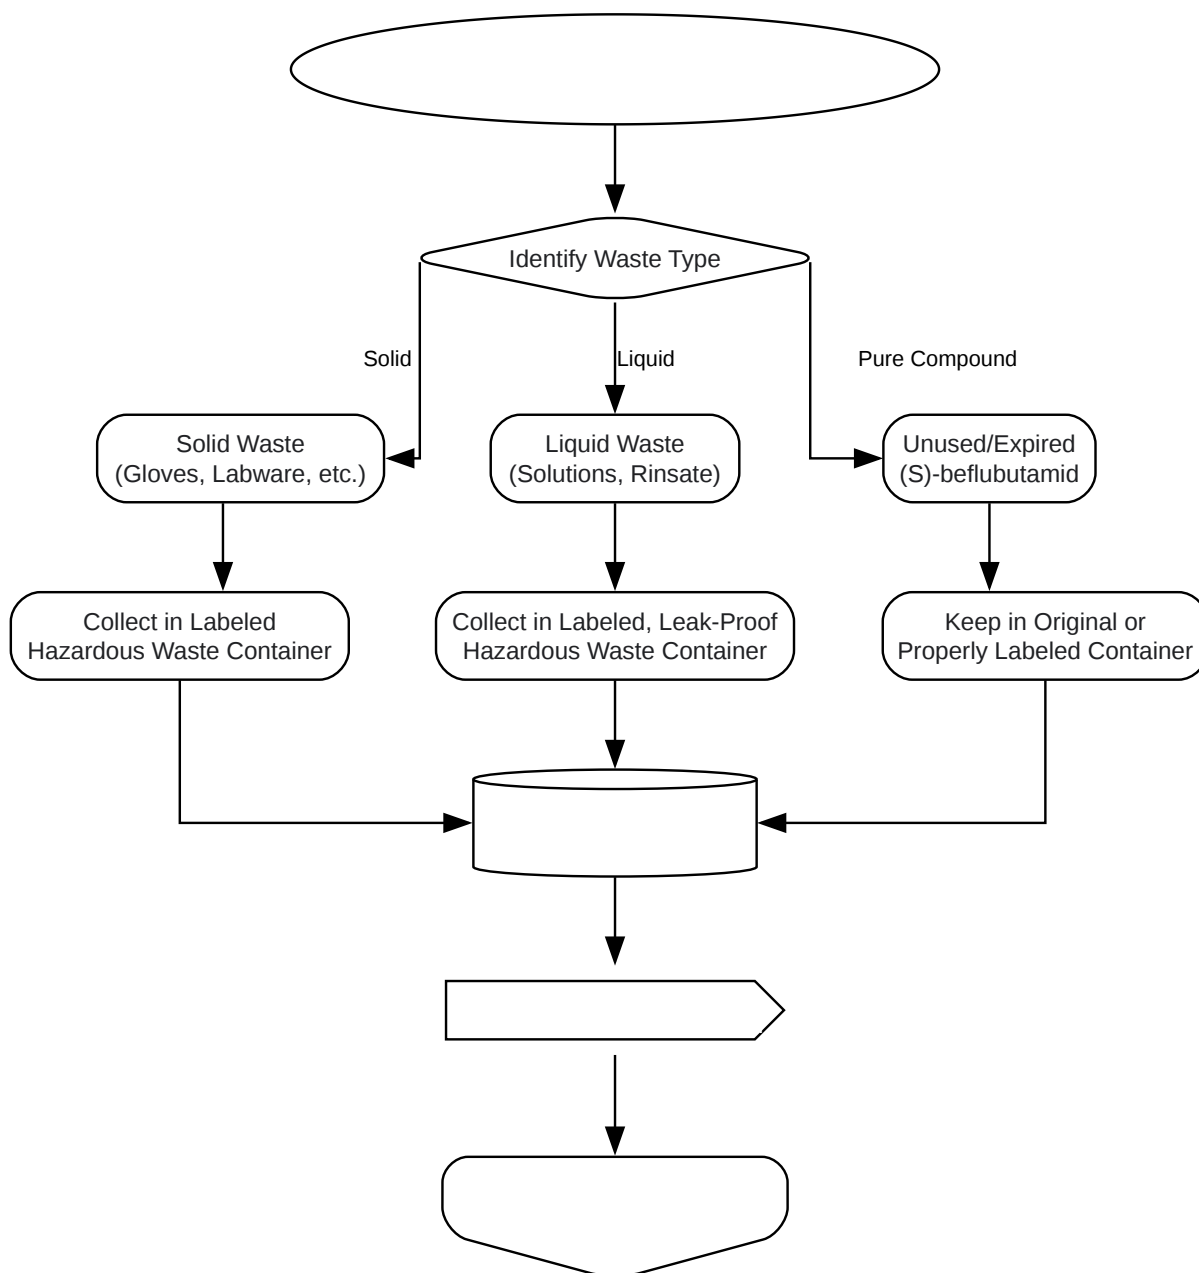 Identify Waste Type
Solid
Liquid
Pure Compound
Solid Waste
(Gloves, Labware, etc.)
Liquid Waste
(Solutions, Rinsate)
Unused/Expired
(S)-beflubutamid
Collect in Labeled
Hazardous Waste Container
Collect in Labeled, Leak-Proof
Hazardous Waste Container
Keep in Original or
Properly Labeled Container